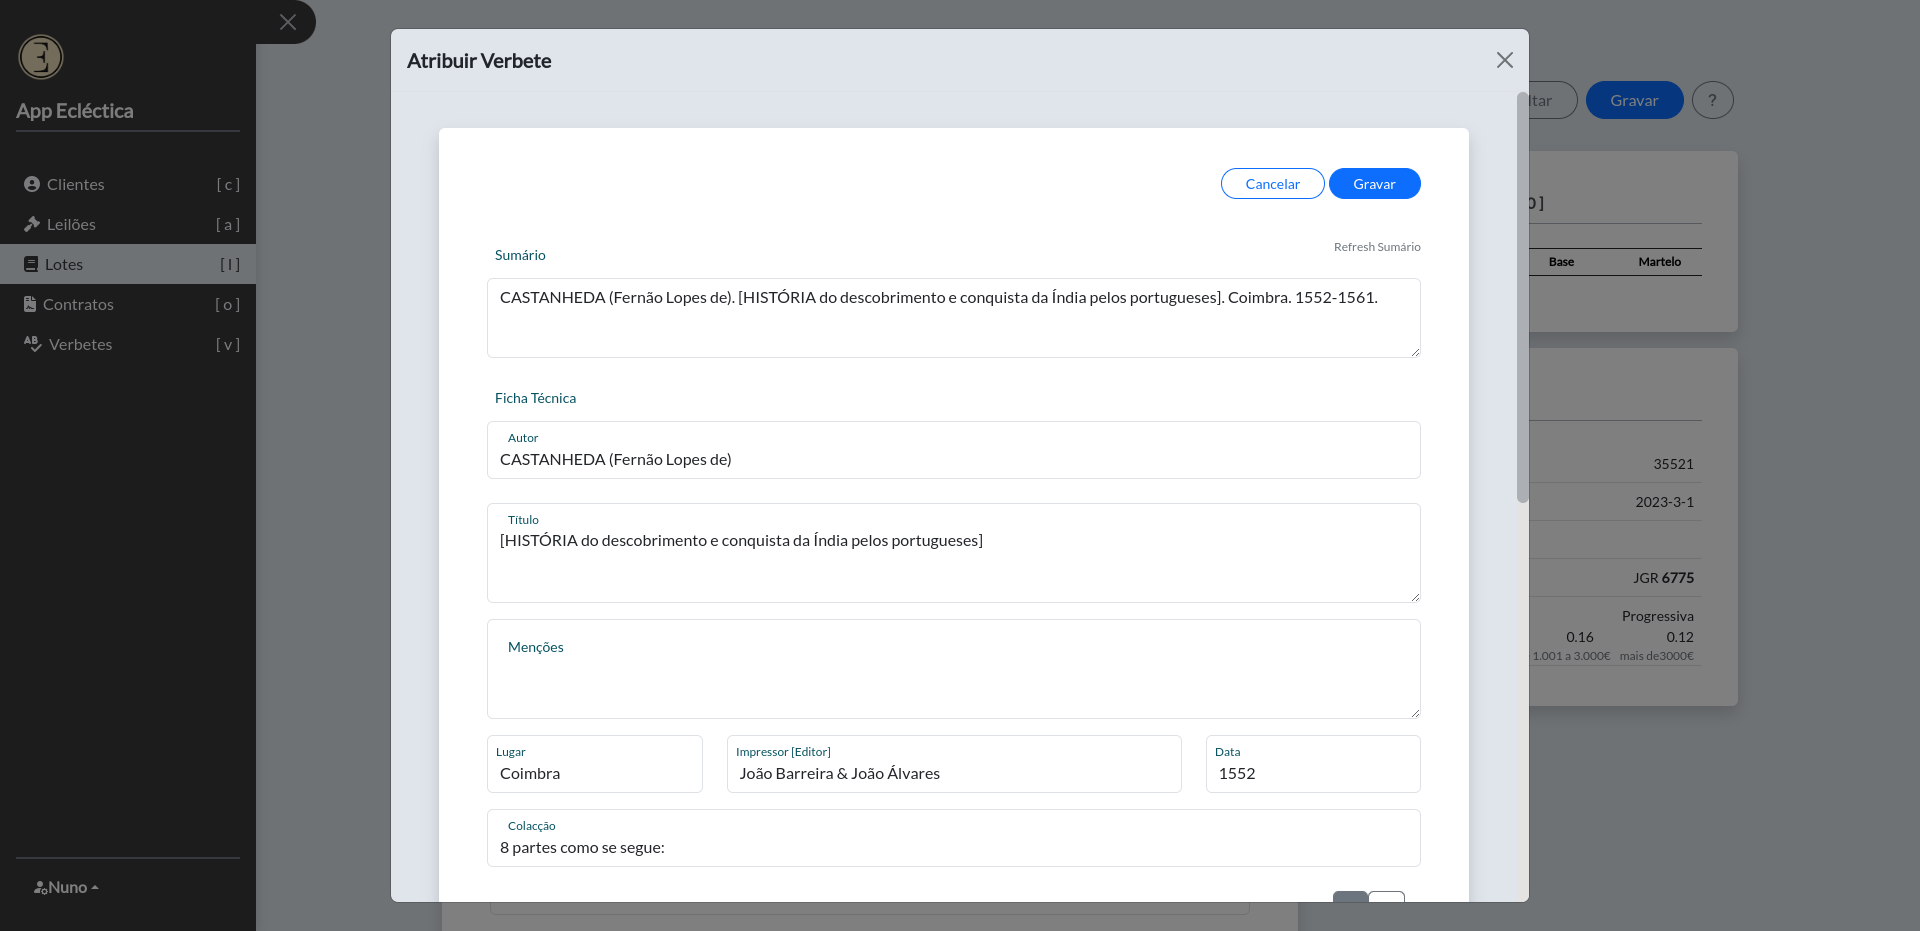 App Ecléctica
Clientes [ c ]
Leilões [ a ]
Lotes [ l ]
Contratos [ o ]
Verbetes [ v ]
Nuno
Atribuir Verbete
Cancelar Gravar
Sumário
Refresh Sumário
CASTANHEDA (Fernão Lopes de). [HISTÓRIA do descobrimento e conquista da Índia pelos portugueses]. Coimbra. 1552-1561.
Ficha Técnica
Autor
CASTANHEDA (Fernão Lopes de)
Título
[HISTÓRIA do descobrimento e conquista da Índia pelos portugueses]
Menções
Lugar
Coimbra
Impressor [Editor]
João Barreira & João Álvares
Data
1552
Colacção
8 partes como se segue:
Gravar ?
Base Martelo
35521
2023-3-1
JGR 6775
Progressiva
0.16 0.12
1.001 a 3.000€ mais de3000€